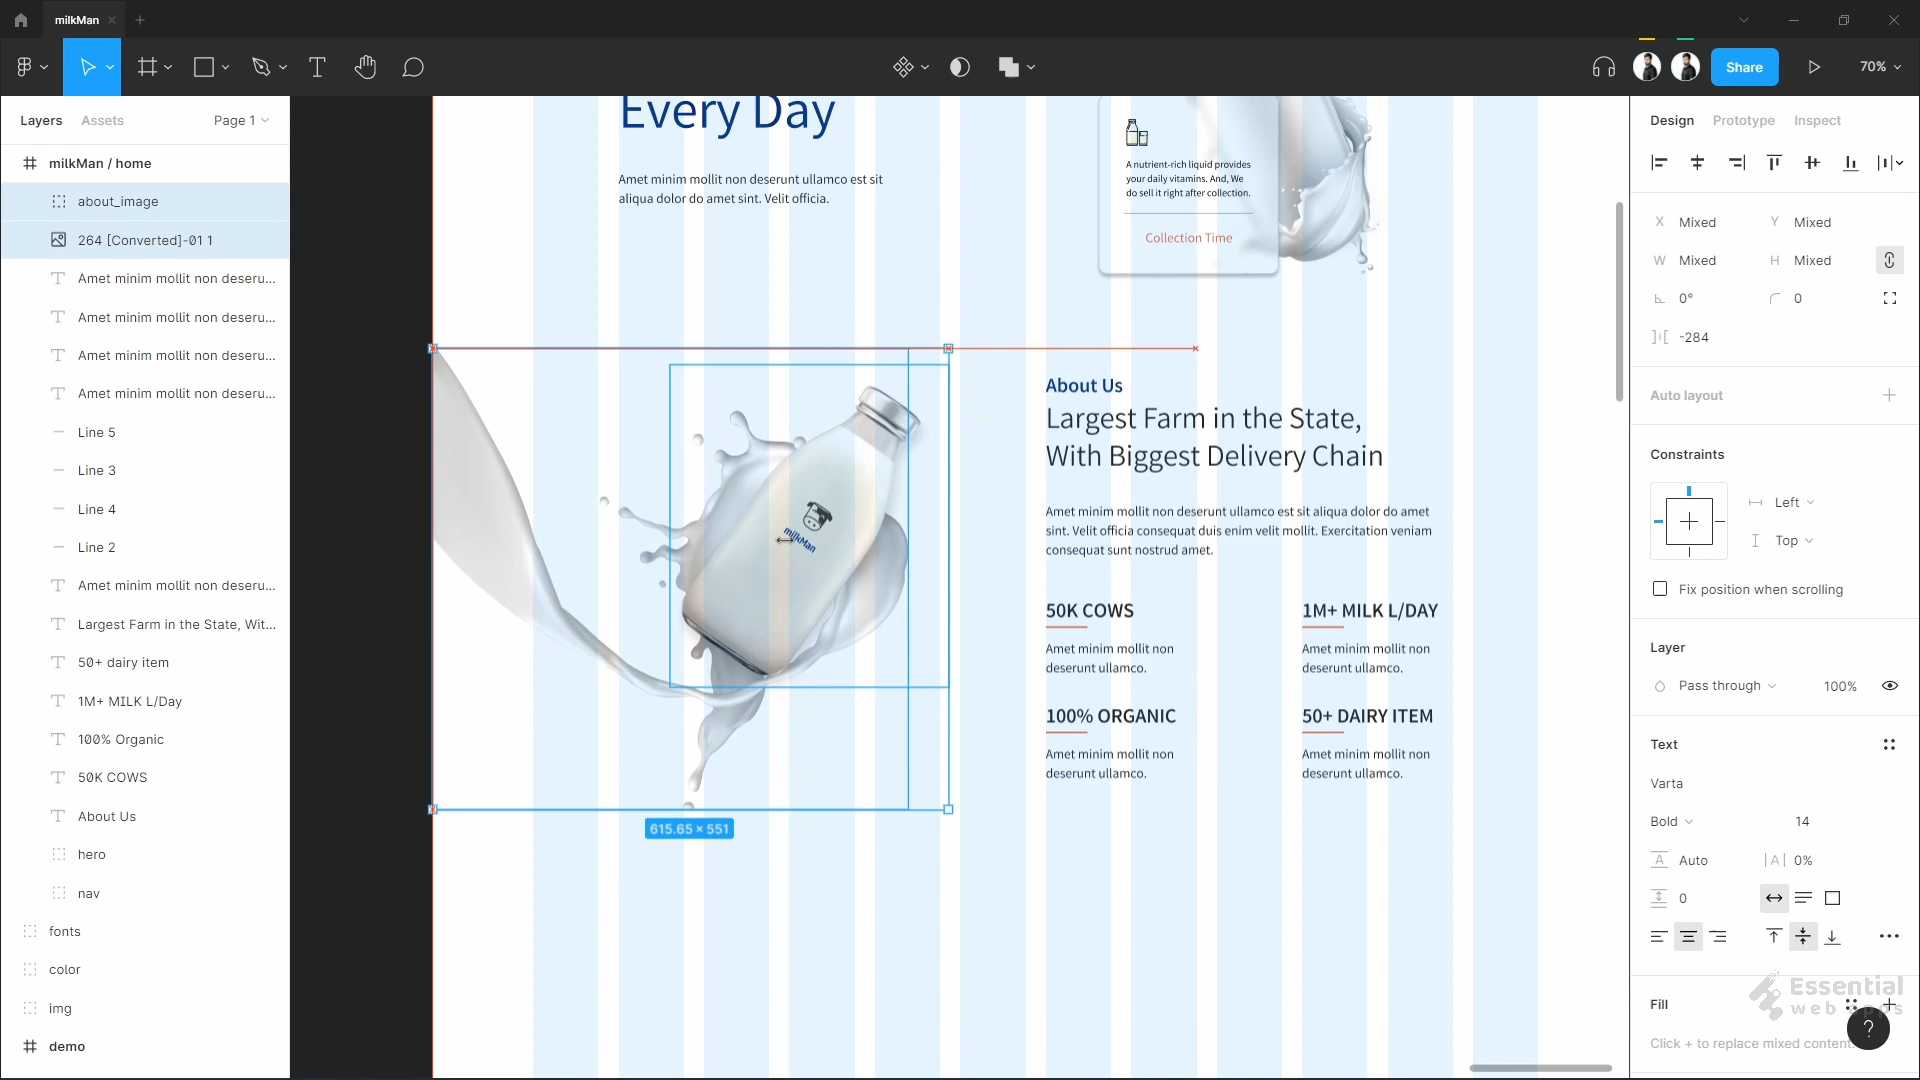 milkMan
Share
70%
Layers
Assets
Page 1
milkMan / home
about_image
264 [Converted]-01 1
Amet minim mollit non deseru...
Amet minim mollit non deseru...
Amet minim mollit non deseru...
Amet minim mollit non deseru...
Line 5
Line 3
Line 4
Line 2
Amet minim mollit non deseru...
Largest Farm in the State, Wit...
50+ dairy item
1M+ MILK L/Day
100% Organic
50K COWS
About Us
hero
nav
fonts
color
img
demo
Every Day
Amet minim mollit non deserunt ullamco est sit
aliqua dolor do amet sint. Velit officia.
A nutrient-rich liquid provides
your daily vitamins. And, We
do sell it right after collection.
Collection Time
milkMan
615.65 × 551
About Us
Largest Farm in the State,
With Biggest Delivery Chain
Amet minim mollit non deserunt ullamco est sit aliqua dolor do amet
sint. Velit officia consequat duis enim velit mollit. Exercitation veniam
consequat sunt nostrud amet.
50K COWS
Amet minim mollit non
deserunt ullamco.
1M+ MILK L/DAY
Amet minim mollit non
deserunt ullamco.
100% ORGANIC
Amet minim mollit non
deserunt ullamco.
50+ DAIRY ITEM
Amet minim mollit non
deserunt ullamco.
Design
Prototype
Inspect
X Mixed
Y Mixed
W Mixed
H Mixed
0°
0
-284
Auto layout
Constraints
Left
Top
Fix position when scrolling
Layer
Pass through
100%
Text
Varta
Bold
14
A Auto
|A| 0%
0
Fill
Click + to replace mixed content.
Essential
web apps
?